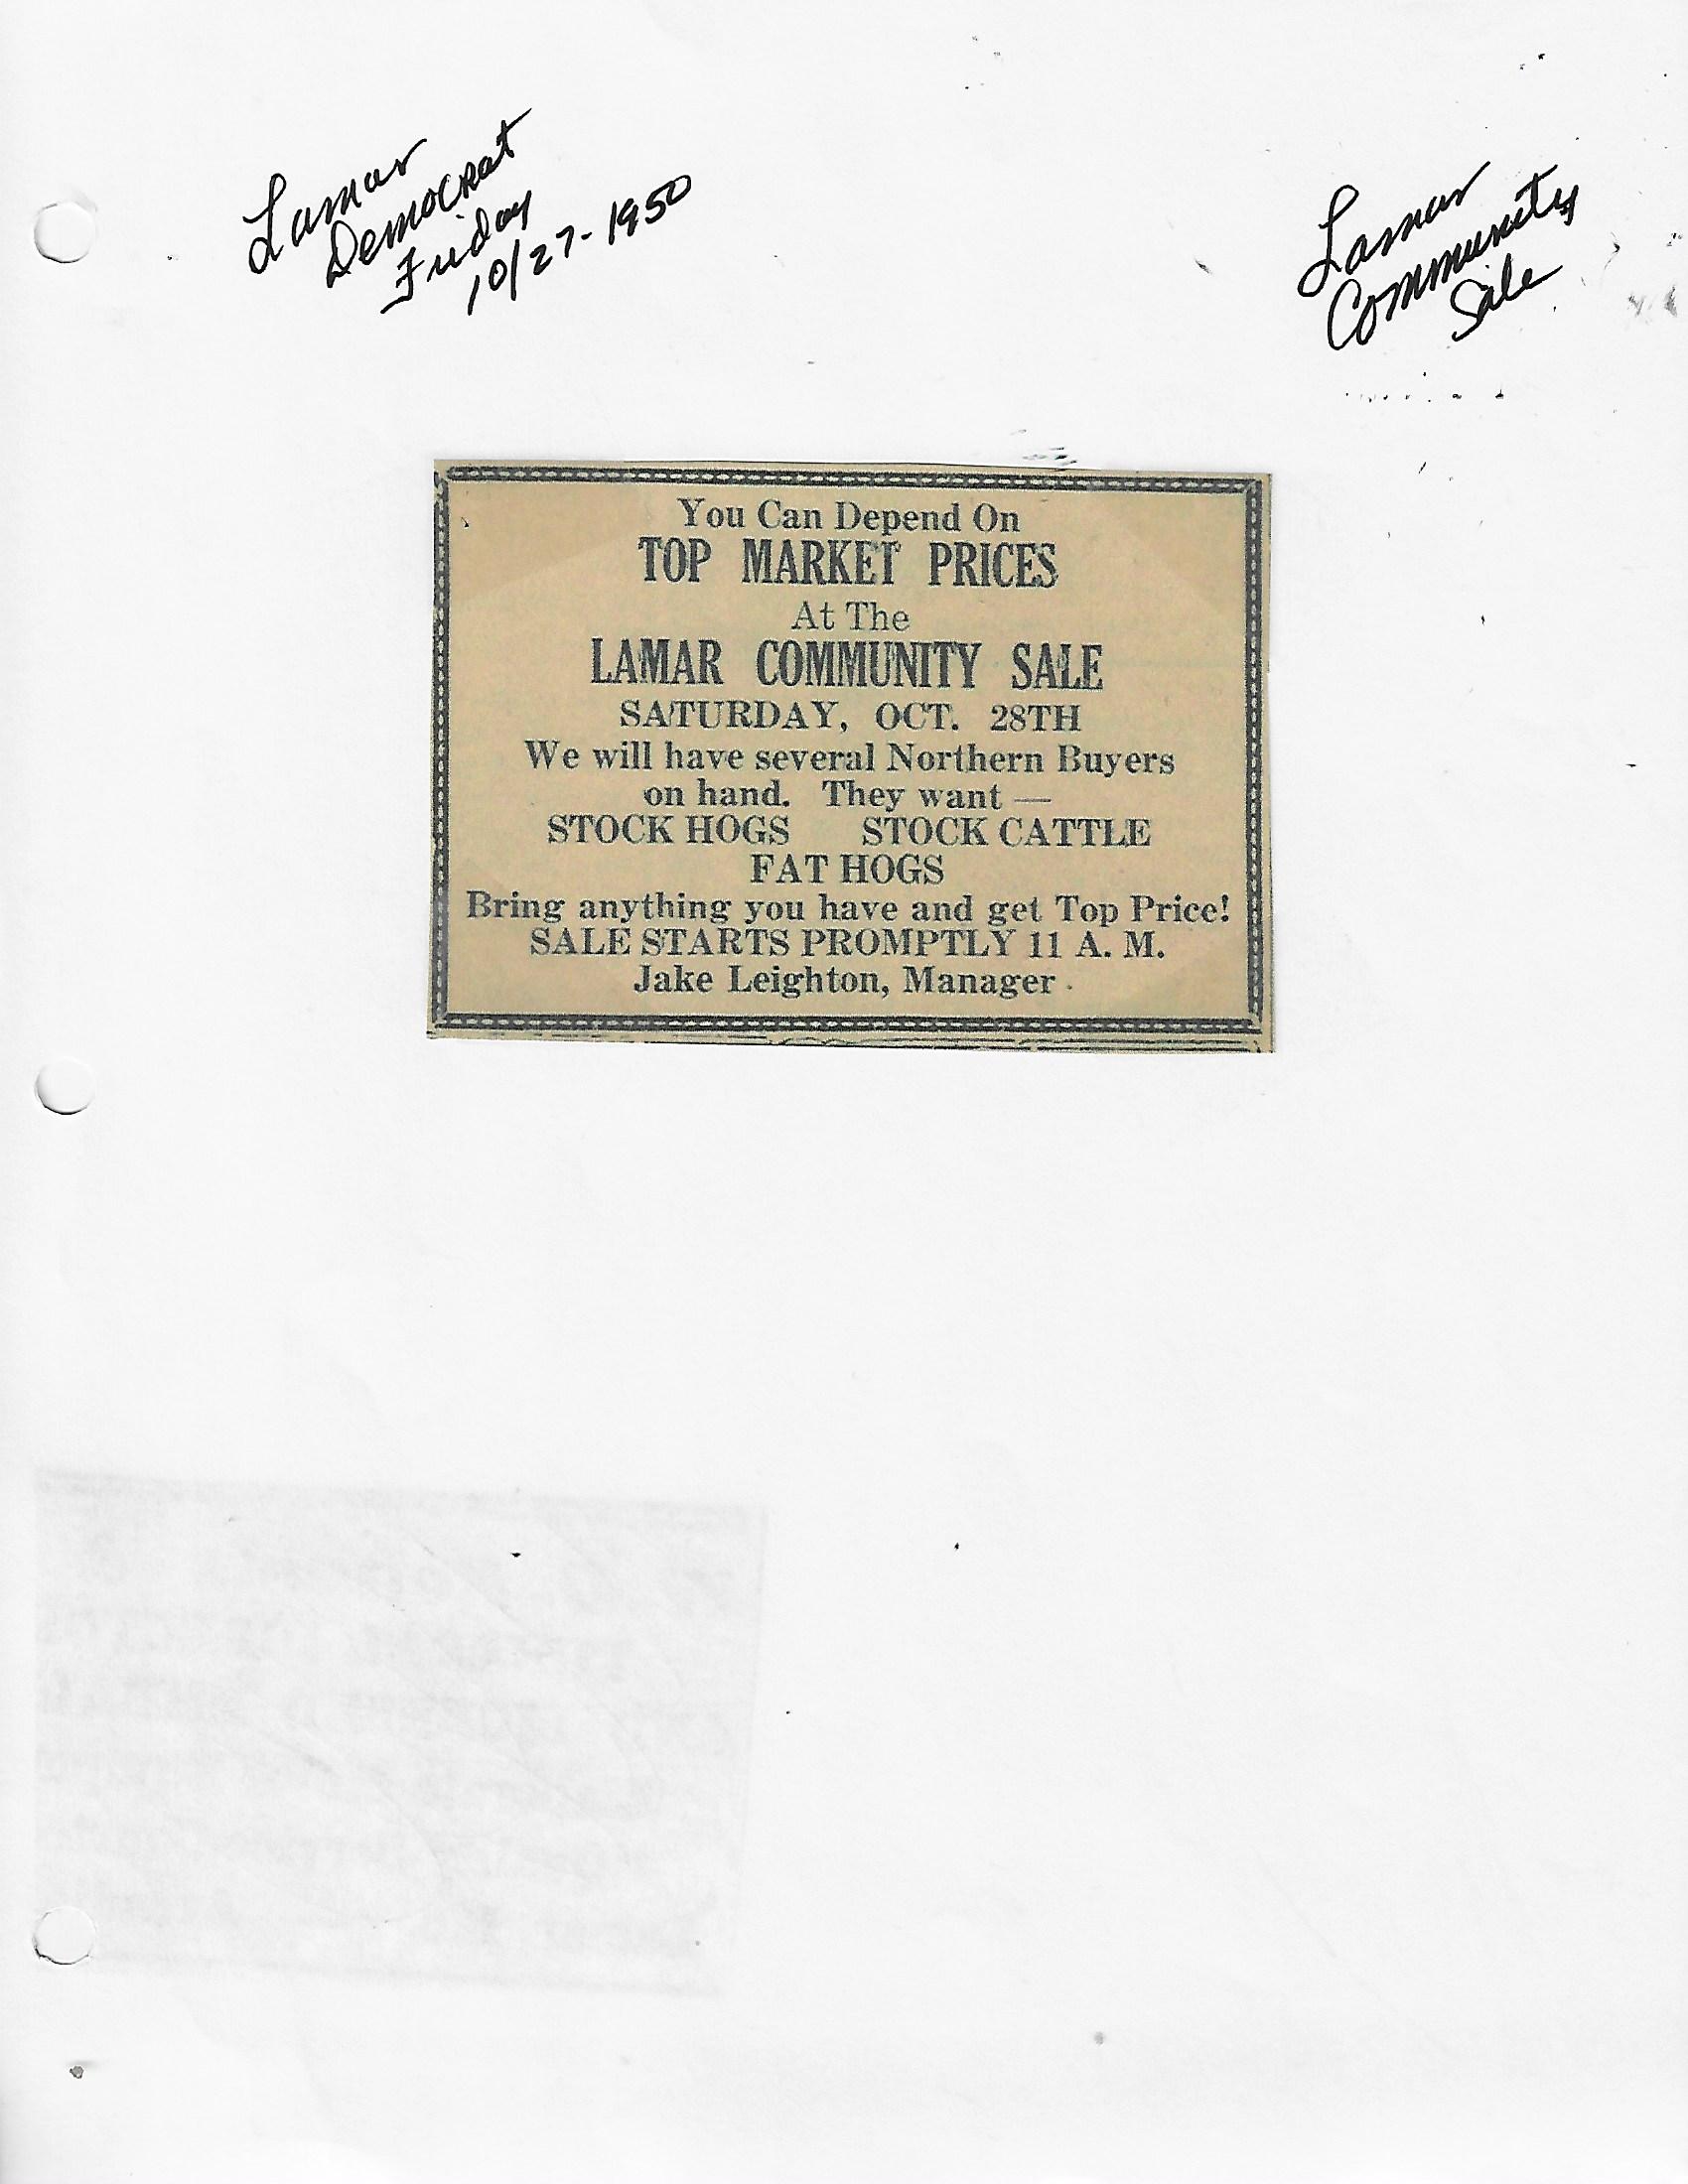 Lamar
Democrat
Friday
10/27-1950
Lamar
Community
Sale
You Can Depend On
TOP MARKET PRICES
At The
LAMAR COMMUNITY SALE
SATURDAY, OCT. 28TH
We will have several Northern Buyers
on hand. They want —
STOCK HOGS STOCK CATTLE
FAT HOGS
Bring anything you have and get Top Price!
SALE STARTS PROMPTLY 11 A. M.
Jake Leighton, Manager